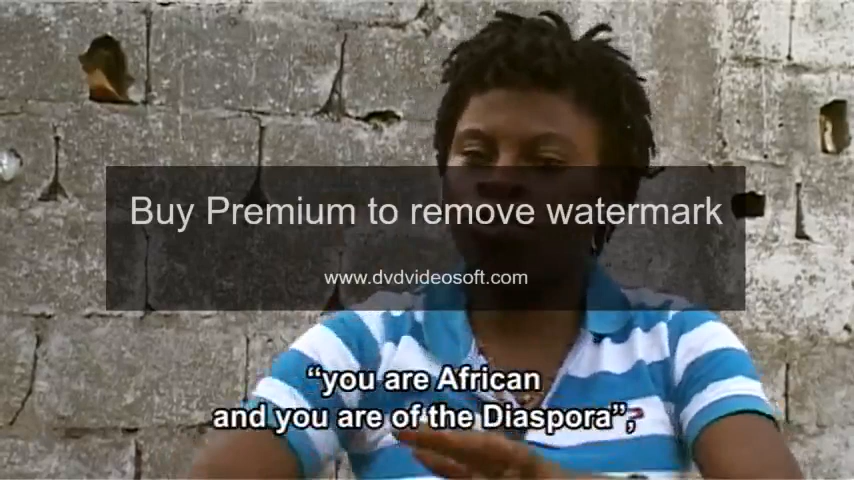 Buy Premium to remove watermark
www.dvdvideosoft.com
“you are African
and you are of the Diaspora”,